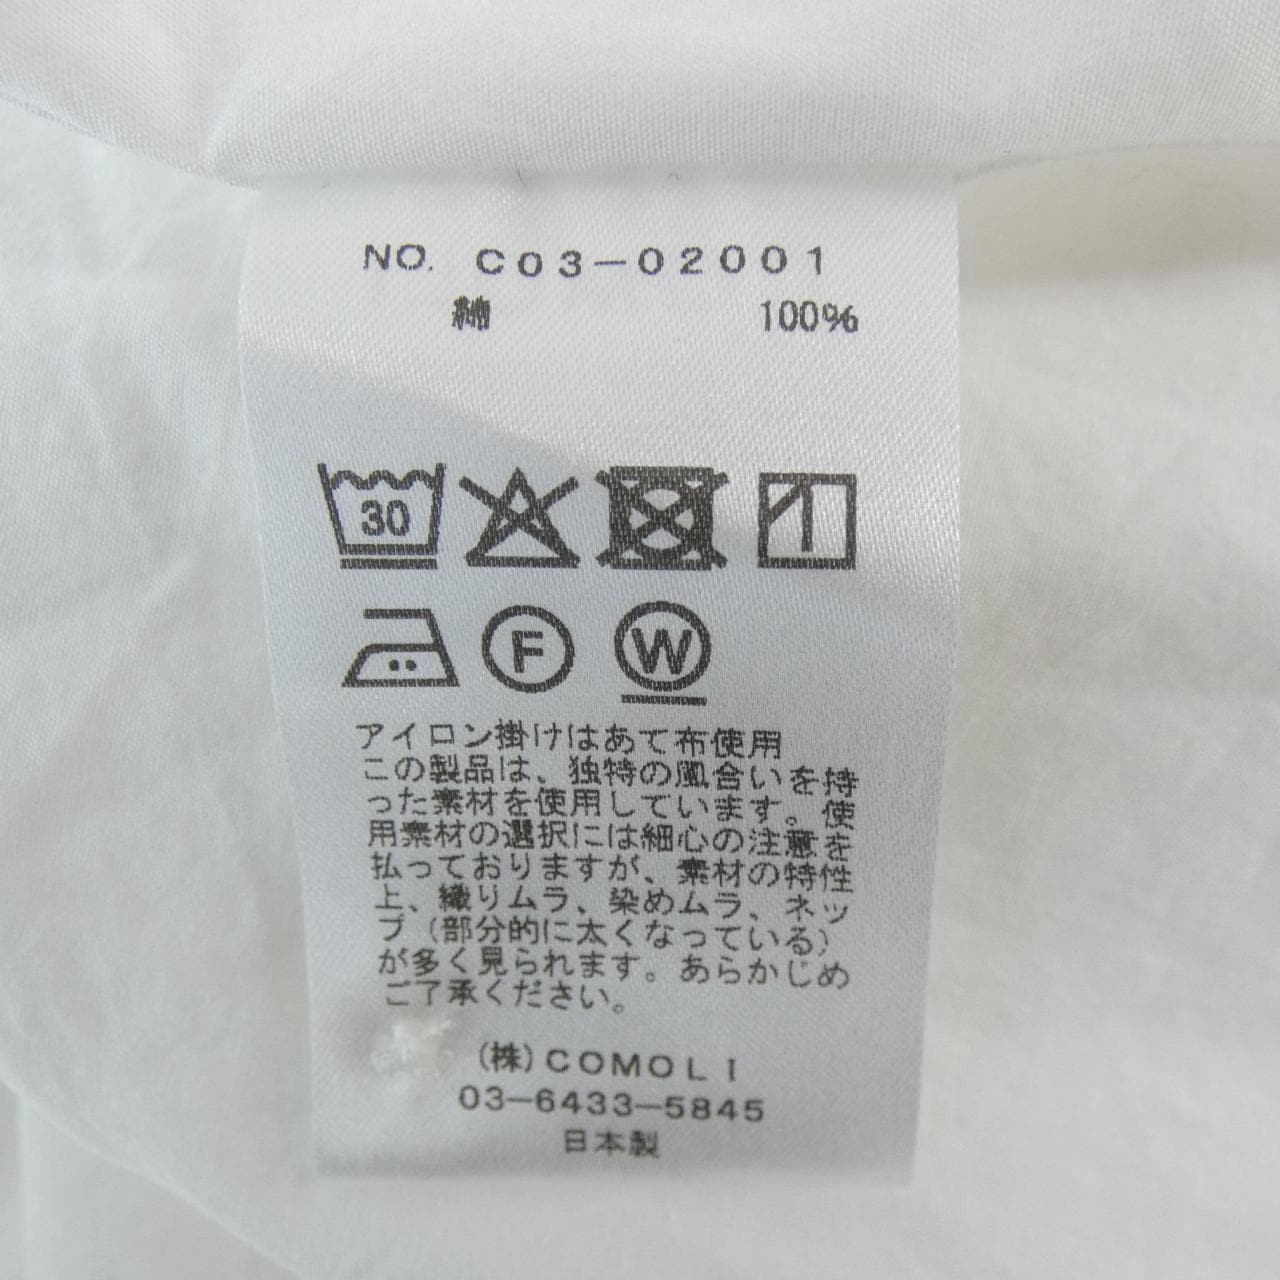 NO. C03-02001
綿 100%
30
F W
アイロン掛けはあて布使用
この製品は、独特の風合いを持
った素材を使用しています。使
用素材の選択には細心の注意を
払っておりますが、素材の特性
上、織りムラ、染めムラ、ネッ
プ(部分的に太くなっている)
が多く見られます。あらかじめ
ご了承ください。
(株)COMOLI
03-6433-5845
日本製